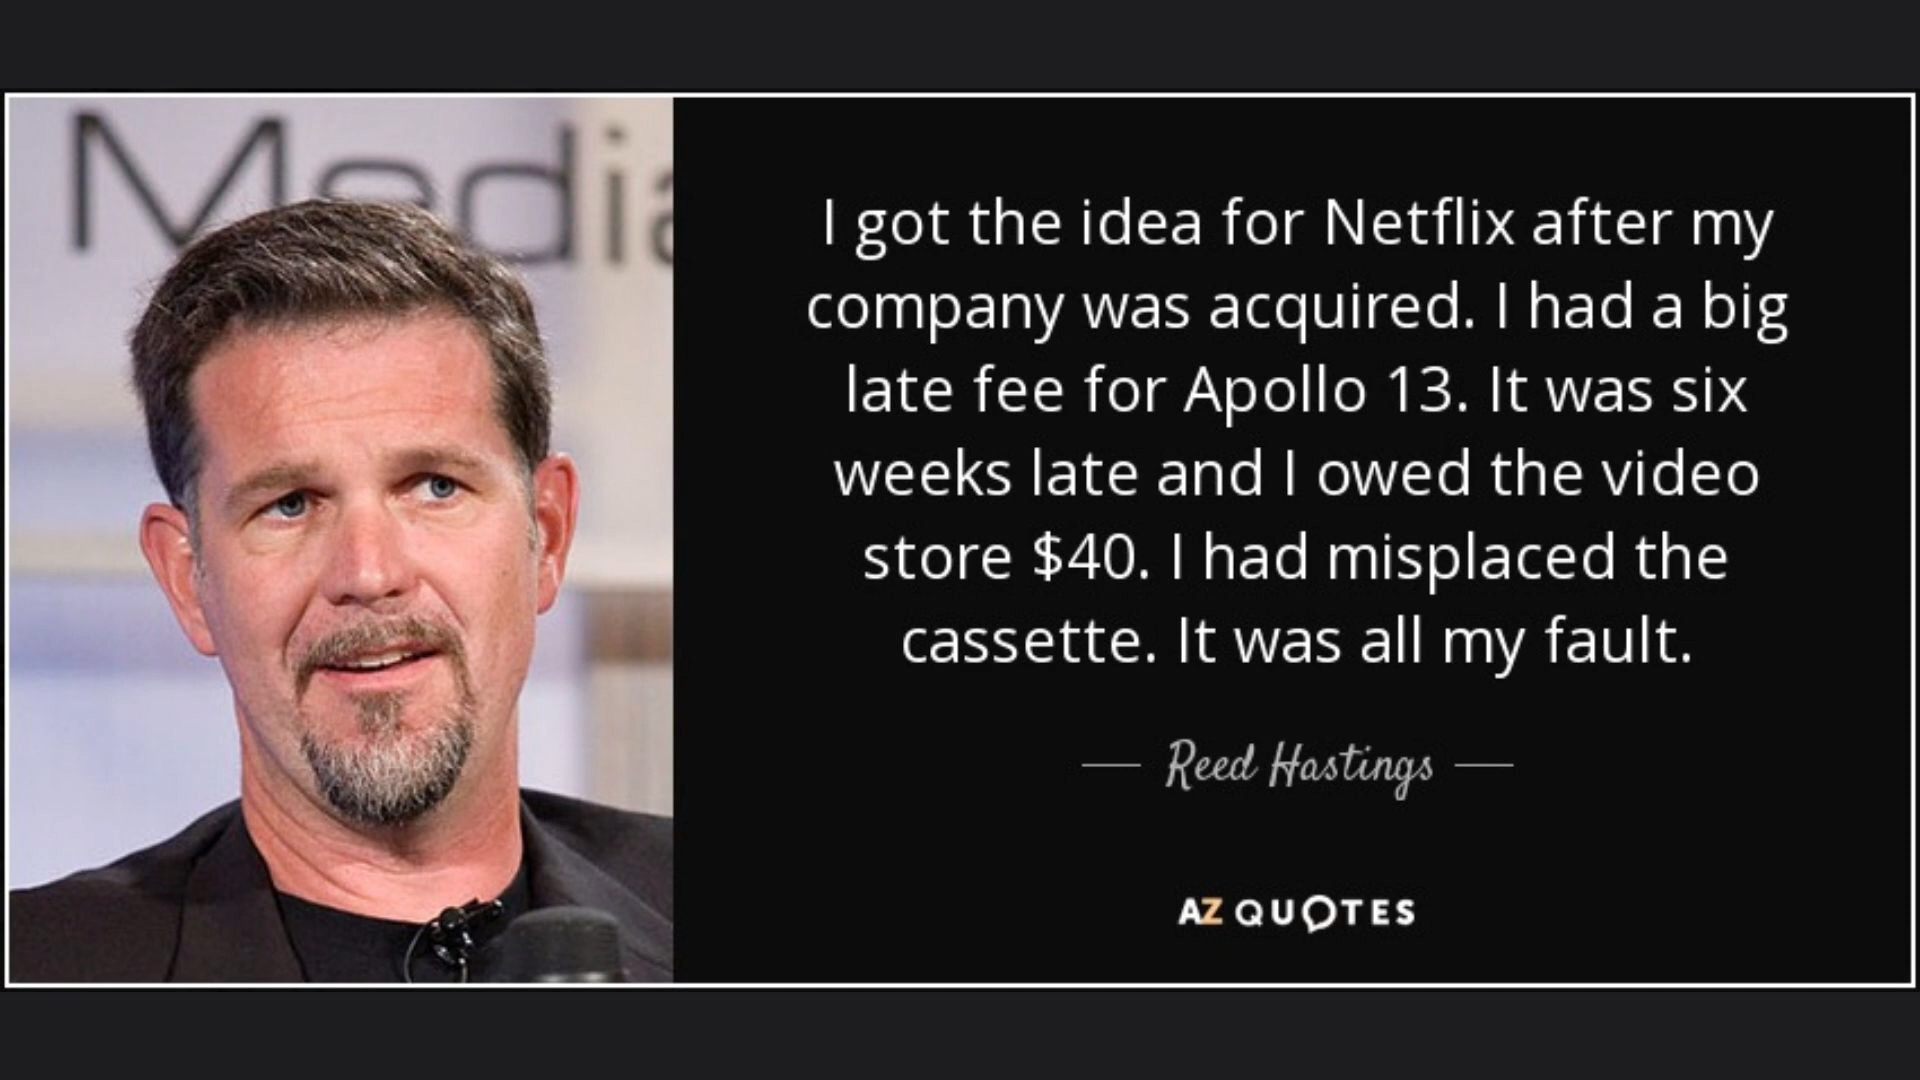 Media
I got the idea for Netflix after my
company was acquired. I had a big
late fee for Apollo 13. It was six
weeks late and I owed the video
store $40. I had misplaced the
cassette. It was all my fault.
Reed Hastings
AZ QUOTES